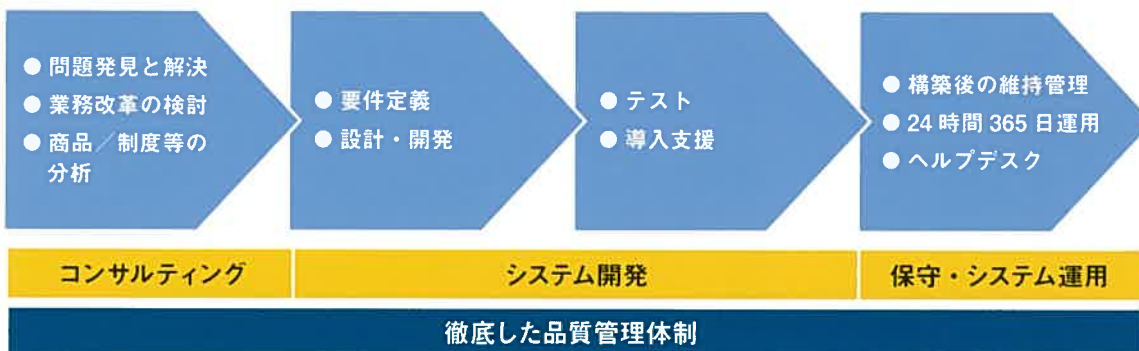 ● 問題発見と解決
● 業務改革の検討
● 商品／制度等の
分析
● 要件定義
● 設計・開発
● テスト
● 導入支援
● 構築後の維持管理
● 24時間365日運用
● ヘルプデスク
コンサルティング
システム開発
保守・システム運用
徹底した品質管理体制